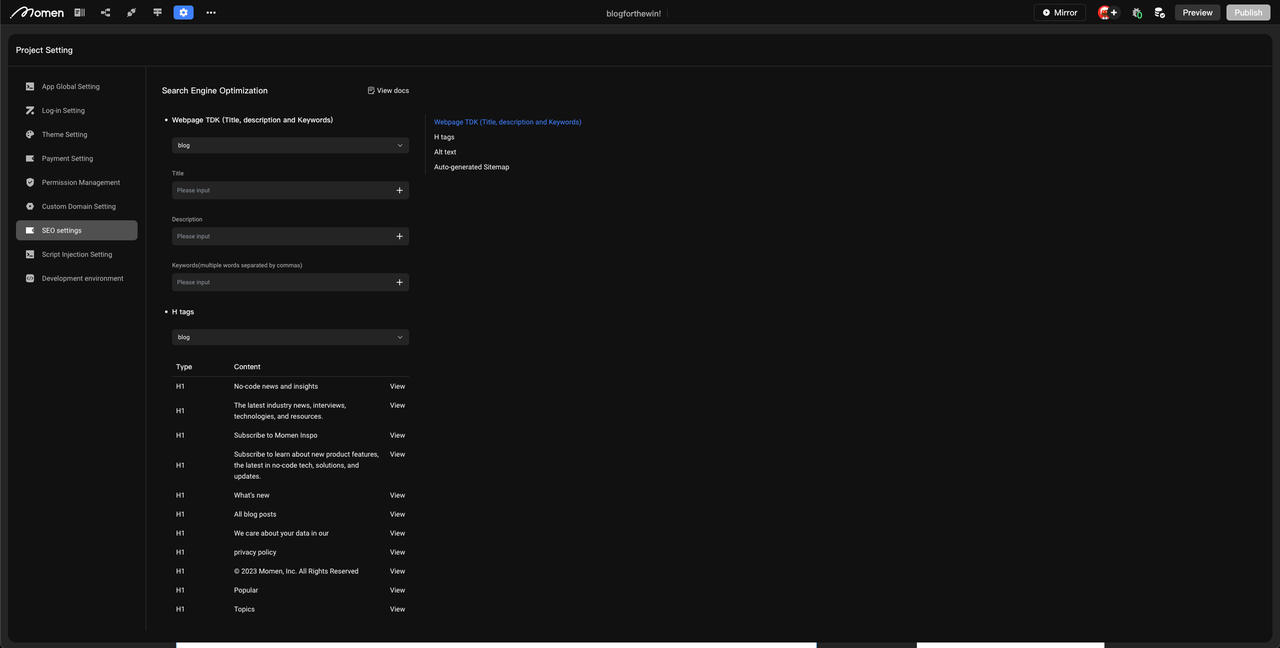 Momen
blogforthewin!
Mirror
Preview
Publish
Project Setting
App Global Setting
Log-in Setting
Theme Setting
Payment Setting
Permission Management
Custom Domain Setting
SEO settings
Script Injection Setting
Development environment
Search Engine Optimization
View docs
Webpage TDK (Title, description and Keywords)
blog
Title
Please input
Description
Please input
Keywords(multiple words separated by commas)
Please input
H tags
blog
Type Content
H1 No-code news and insights View
H1 The latest industry news, interviews, View
technologies, and resources.
H1 Subscribe to Momen Inspo View
H1 Subscribe to learn about new product features, View
the latest in no-code tech, solutions, and
updates.
H1 What's new View
H1 All blog posts View
H1 We care about your data in our View
H1 privacy policy View
H1 © 2023 Momen, Inc. All Rights Reserved View
H1 Popular View
H1 Topics View
Webpage TDK (Title, description and Keywords)
H tags
Alt text
Auto-generated Sitemap